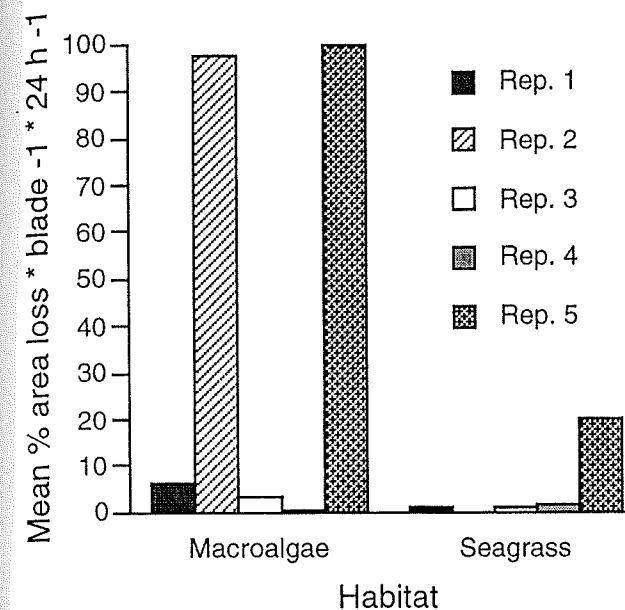 Mean % area loss * blade -1 * 24 h -1
100
90
80
70
60
50
40
30
20
10
0
Rep. 1
Rep. 2
Rep. 3
Rep. 4
Rep. 5
Macroalgae
Seagrass
Habitat